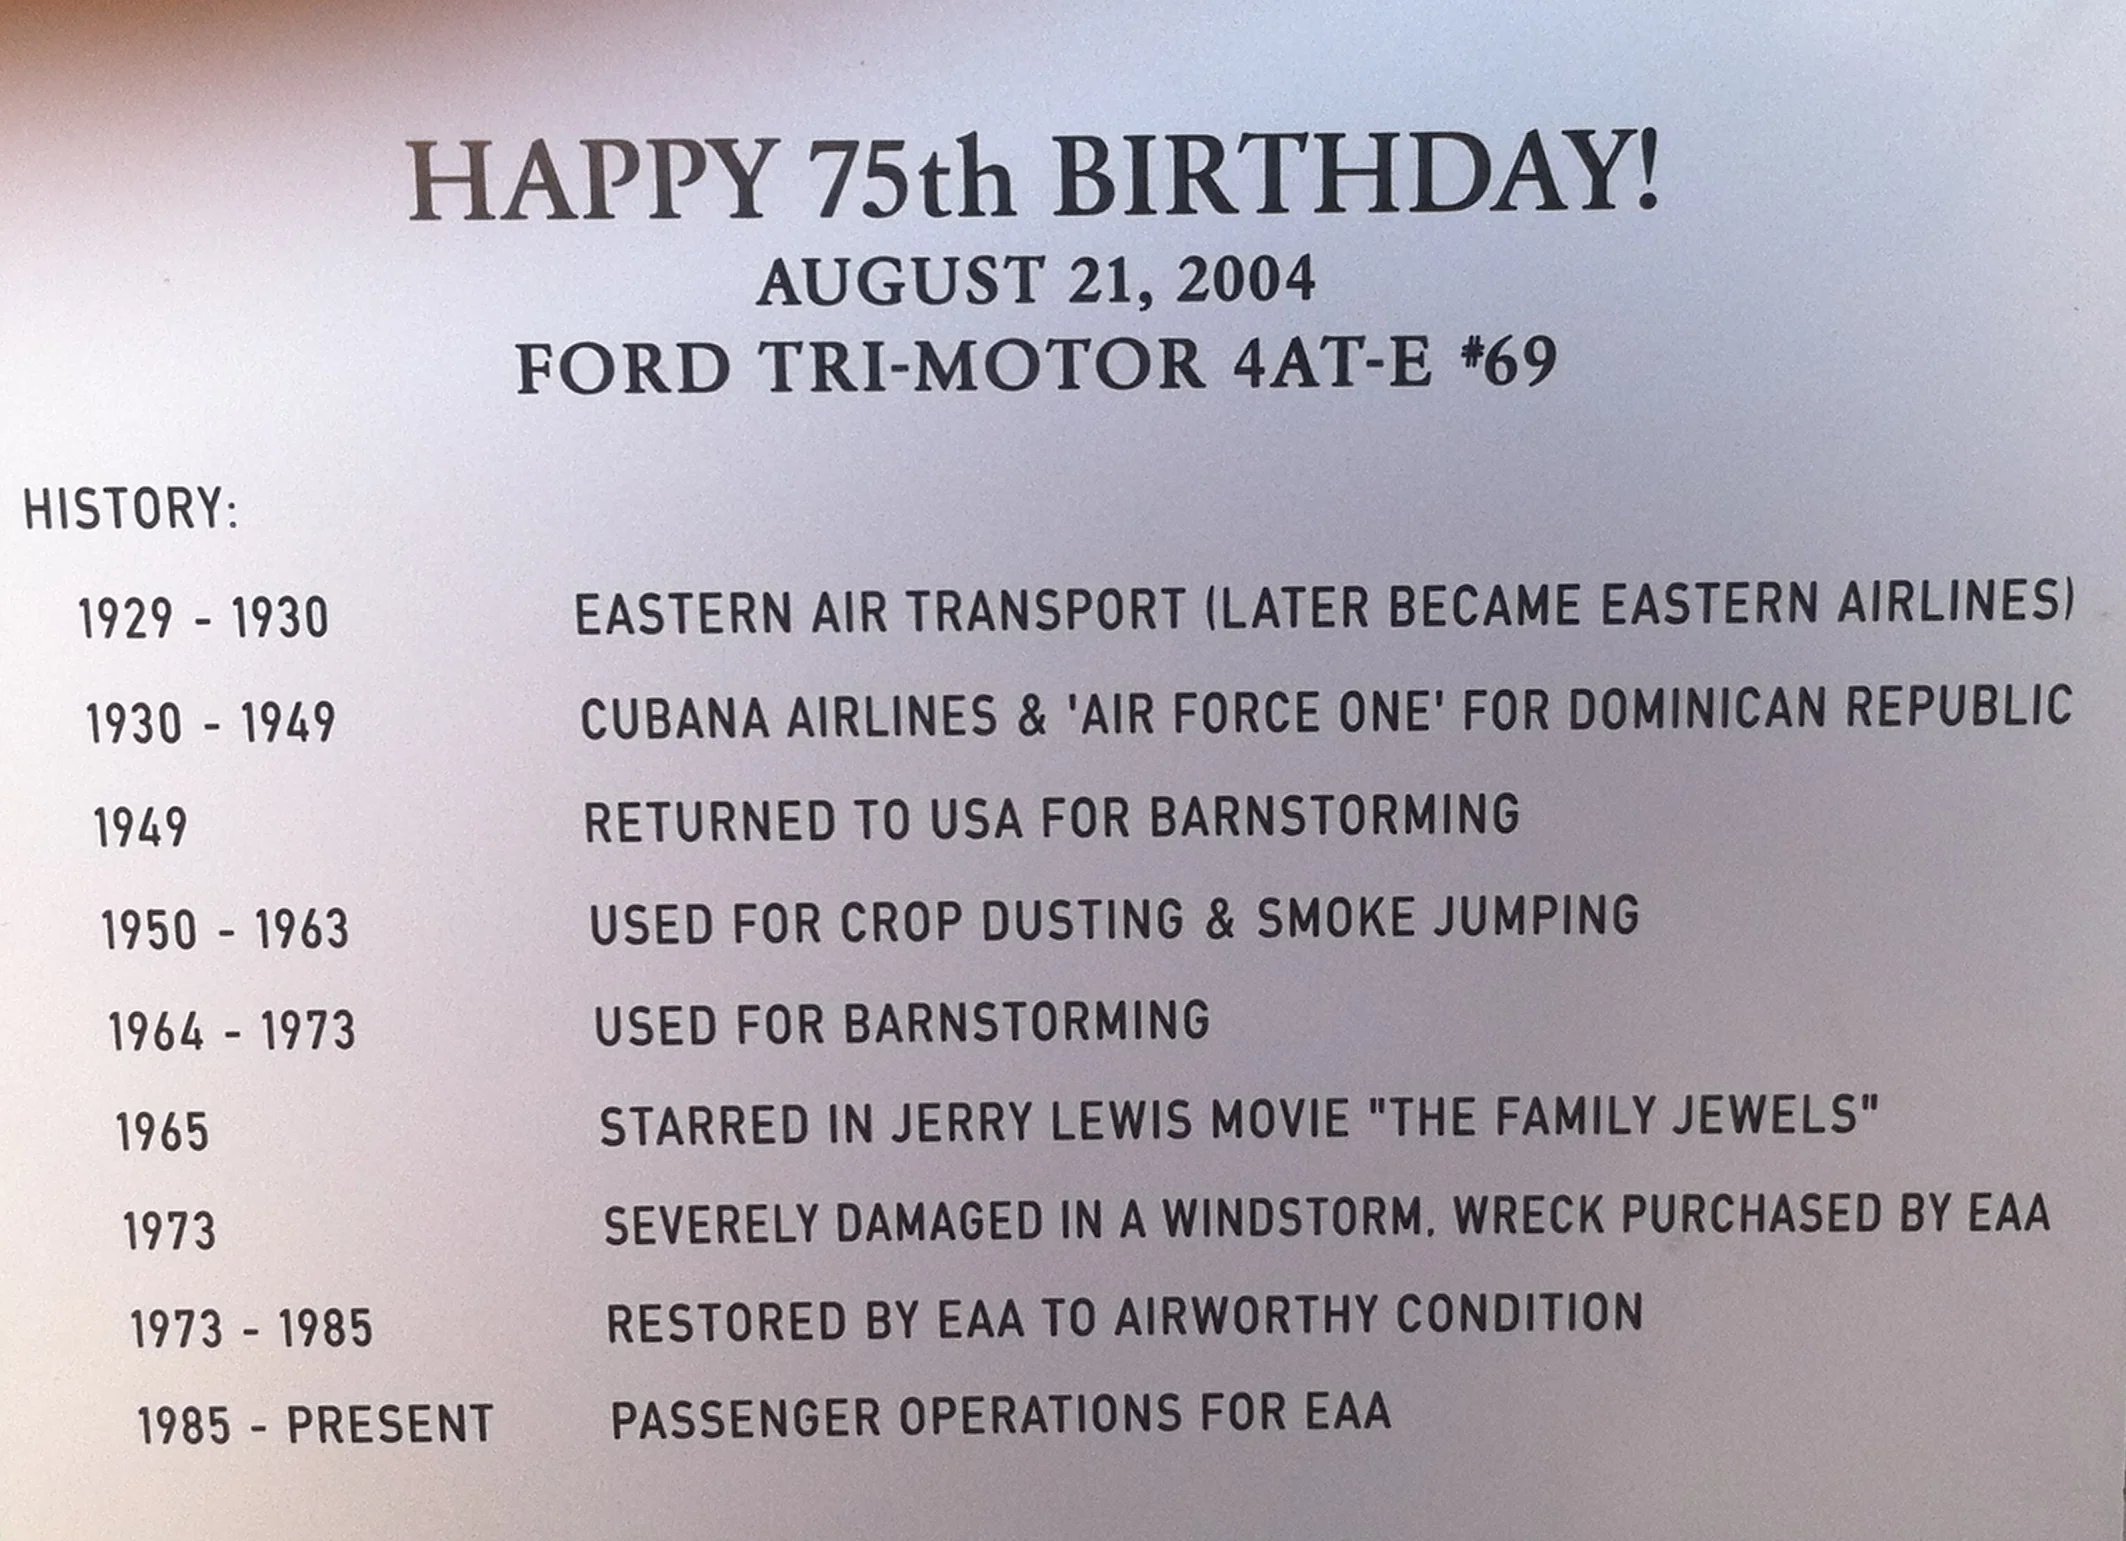 HAPPY 75th BIRTHDAY!
AUGUST 21, 2004
FORD TRI-MOTOR 4AT-E #69
HISTORY:
1929 - 1930 EASTERN AIR TRANSPORT (LATER BECAME EASTERN AIRLINES)
1930 - 1949 CUBANA AIRLINES & 'AIR FORCE ONE' FOR DOMINICAN REPUBLIC
1949 RETURNED TO USA FOR BARNSTORMING
1950 - 1963 USED FOR CROP DUSTING & SMOKE JUMPING
1964 - 1973 USED FOR BARNSTORMING
1965 STARRED IN JERRY LEWIS MOVIE "THE FAMILY JEWELS"
1973 SEVERELY DAMAGED IN A WINDSTORM. WRECK PURCHASED BY EAA
1973 - 1985 RESTORED BY EAA TO AIRWORTHY CONDITION
1985 - PRESENT PASSENGER OPERATIONS FOR EAA